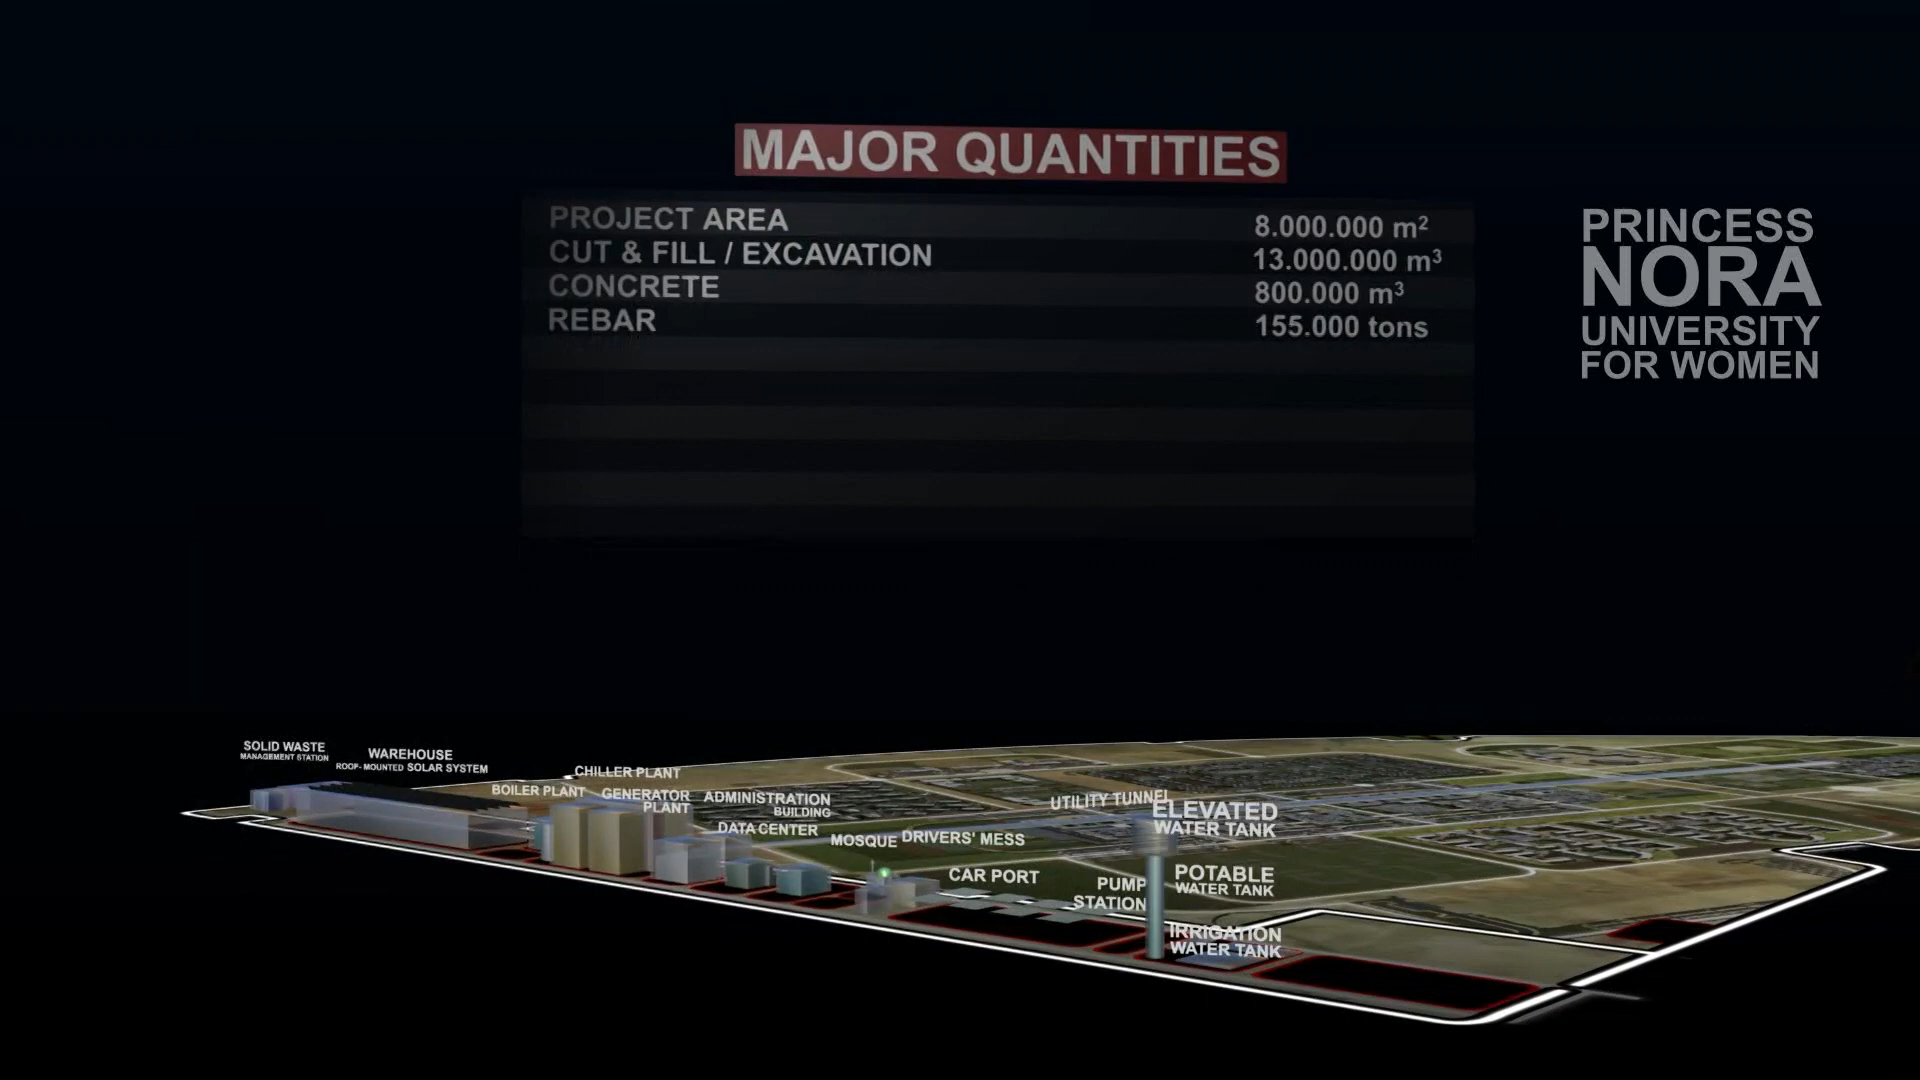 MAJOR QUANTITIES
PROJECT AREA 8.000.000 m²
CUT & FILL / EXCAVATION 13.000.000 m³
CONCRETE 800.000 m³
REBAR 155.000 tons
PRINCESS
NORA
UNIVERSITY
FOR WOMEN
SOLID WASTE
MANAGEMENT STATION
WAREHOUSE
ROOF- MOUNTED SOLAR SYSTEM
CHILLER PLANT
BOILER PLANT
GENERATOR
PLANT
ADMINISTRATION
BUILDING
DATA CENTER
MOSQUE
DRIVERS' MESS
CAR PORT
UTILITY TUNNEL
ELEVATED
WATER TANK
PUMP
STATION
POTABLE
WATER TANK
IRRIGATION
WATER TANK